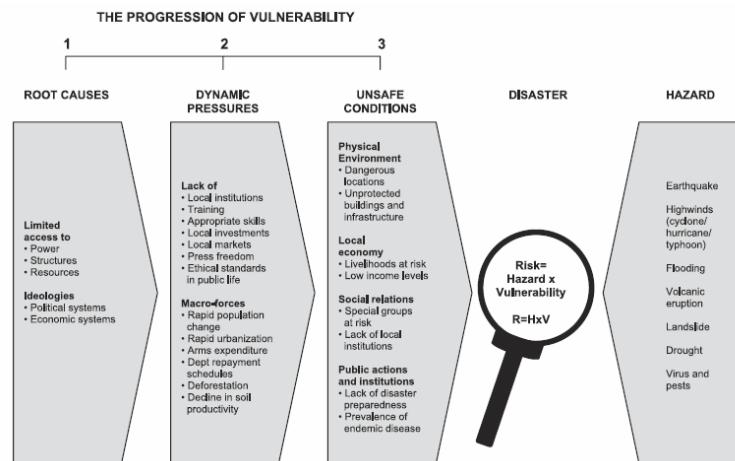 THE PROGRESSION OF VULNERABILITY
1
2
3
ROOT CAUSES
DYNAMIC
PRESSURES
UNSAFE
CONDITIONS
DISASTER
HAZARD
Limited
access to
• Power
• Structures
• Resources
Ideologies
• Political systems
• Economic systems
Lack of
• Local institutions
• Training
• Appropriate skills
• Local investments
• Local markets
• Press freedom
• Ethical standards
in public life
Macro-forces
• Rapid population
change
• Rapid urbanization
• Arms expenditure
• Dept repayment
schedules
• Deforestation
• Decline in soil
productivity
Physical
Environment
• Dangerous
locations
• Unprotected
buildings and
infrastructure
Local
economy
• Livelihoods at risk
• Low income levels
Social relations
• Special groups
at risk
• Lack of local
institutions
Public actions
and institutions
• Lack of disaster
preparedness
• Prevalence of
endemic disease
Risk=
Hazard x
Vulnerability
R=HxV
Earthquake
Highwinds
(cyclone/
hurricane/
typhoon)
Flooding
Volcanic
eruption
Landslide
Drought
Virus and
pests